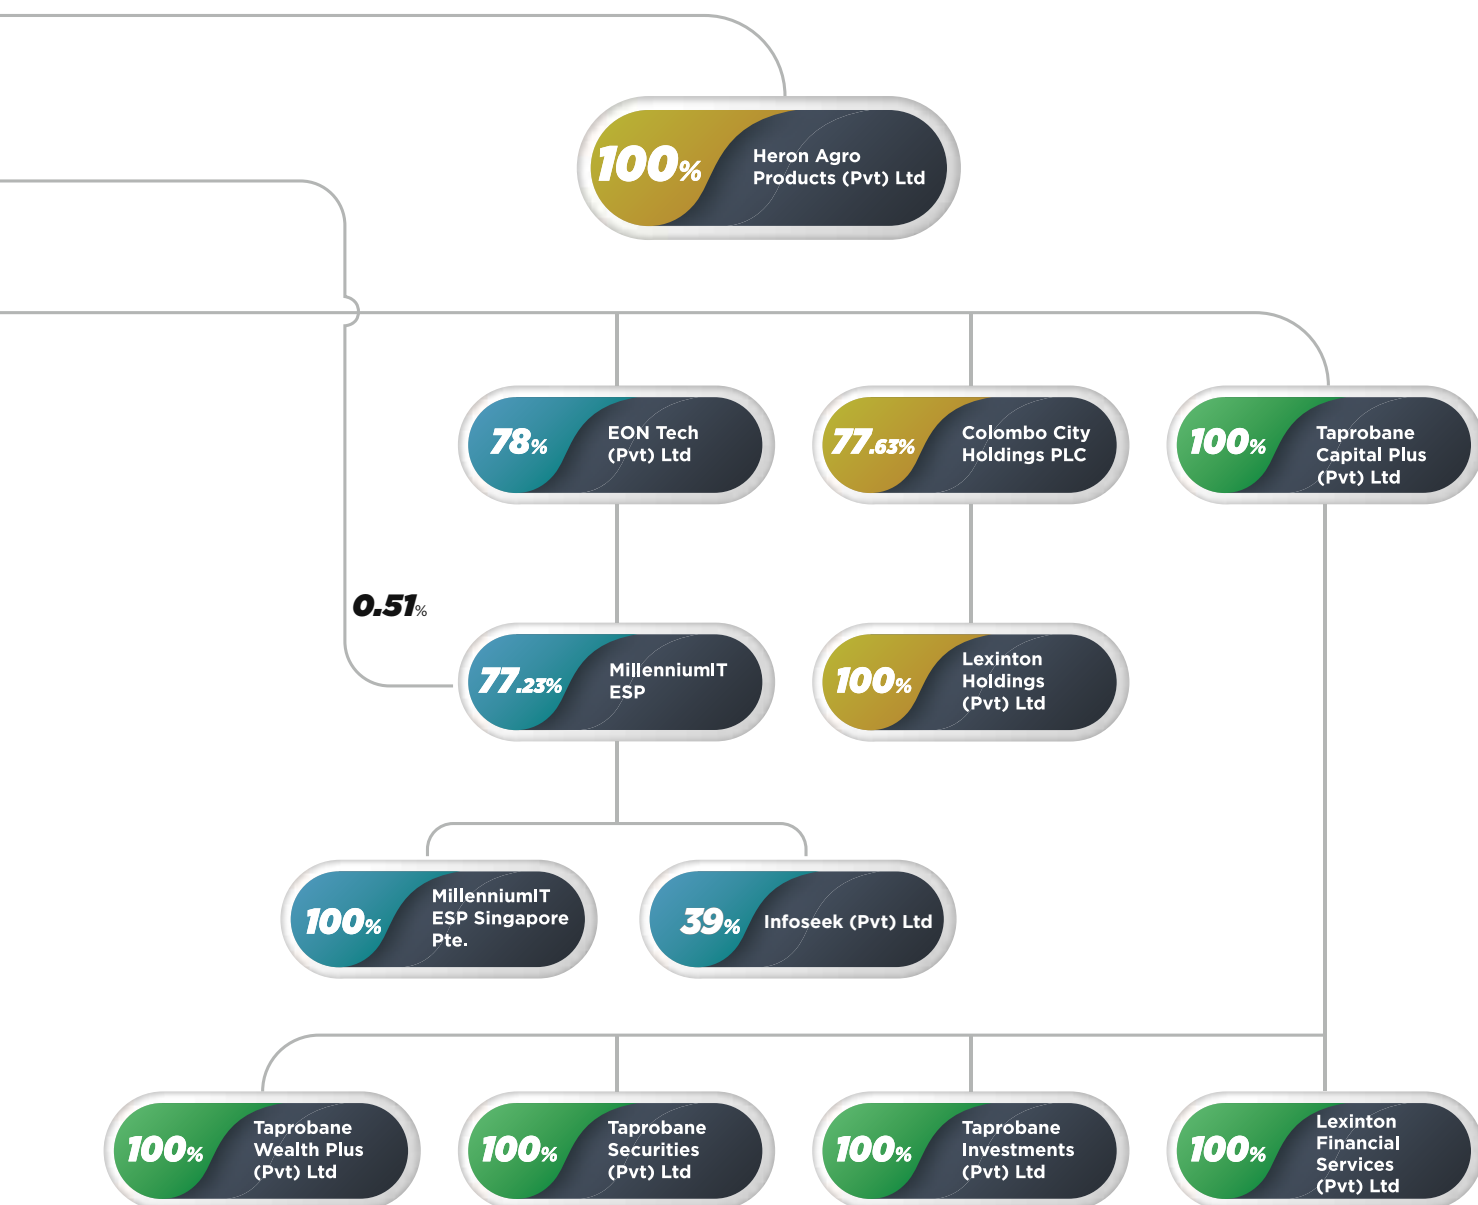 100%
Heron Agro
Products (Pvt) Ltd
78%
EON Tech
(Pvt) Ltd
77.63%
Colombo City
Holdings PLC
100%
Taprobane
Capital Plus
(Pvt) Ltd
0.51%
77.23%
MillenniumIT
ESP
100%
Lexinton
Holdings
(Pvt) Ltd
100%
MillenniumIT
ESP Singapore
Pte.
39%
Infoseek (Pvt) Ltd
100%
Taprobane
Wealth Plus
(Pvt) Ltd
100%
Taprobane
Securities
(Pvt) Ltd
100%
Taprobane
Investments
(Pvt) Ltd
100%
Lexinton
Financial
Services
(Pvt) Ltd